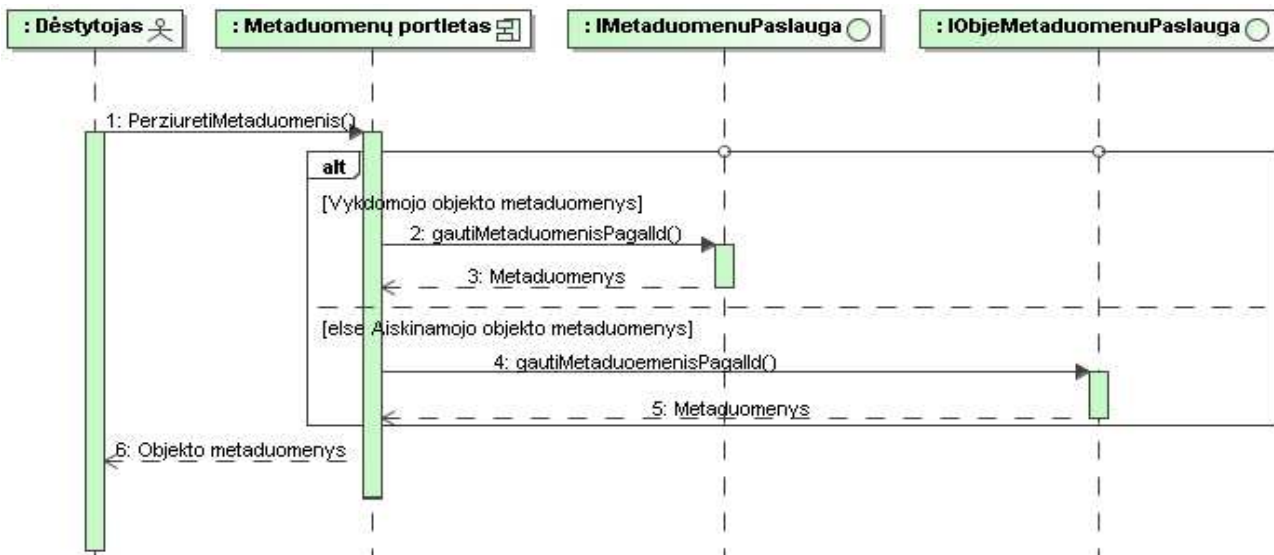 : Dėstytojas
: Metaduomenų portletas
: IMetaduomenuPaslauga
: IObjeMetaduomenuPaslauga
1: PerziuretiMetaduomenis()
alt
[Vykdomojo objekto metaduomenys]
2: gautiMetaduomenisPagalId()
3: Metaduomenys
[else Aiskinamojo objekto metaduomenys]
4: gautiMetaduoemenisPagalId()
5: Metaduomenys
6: Objekto metaduomenys